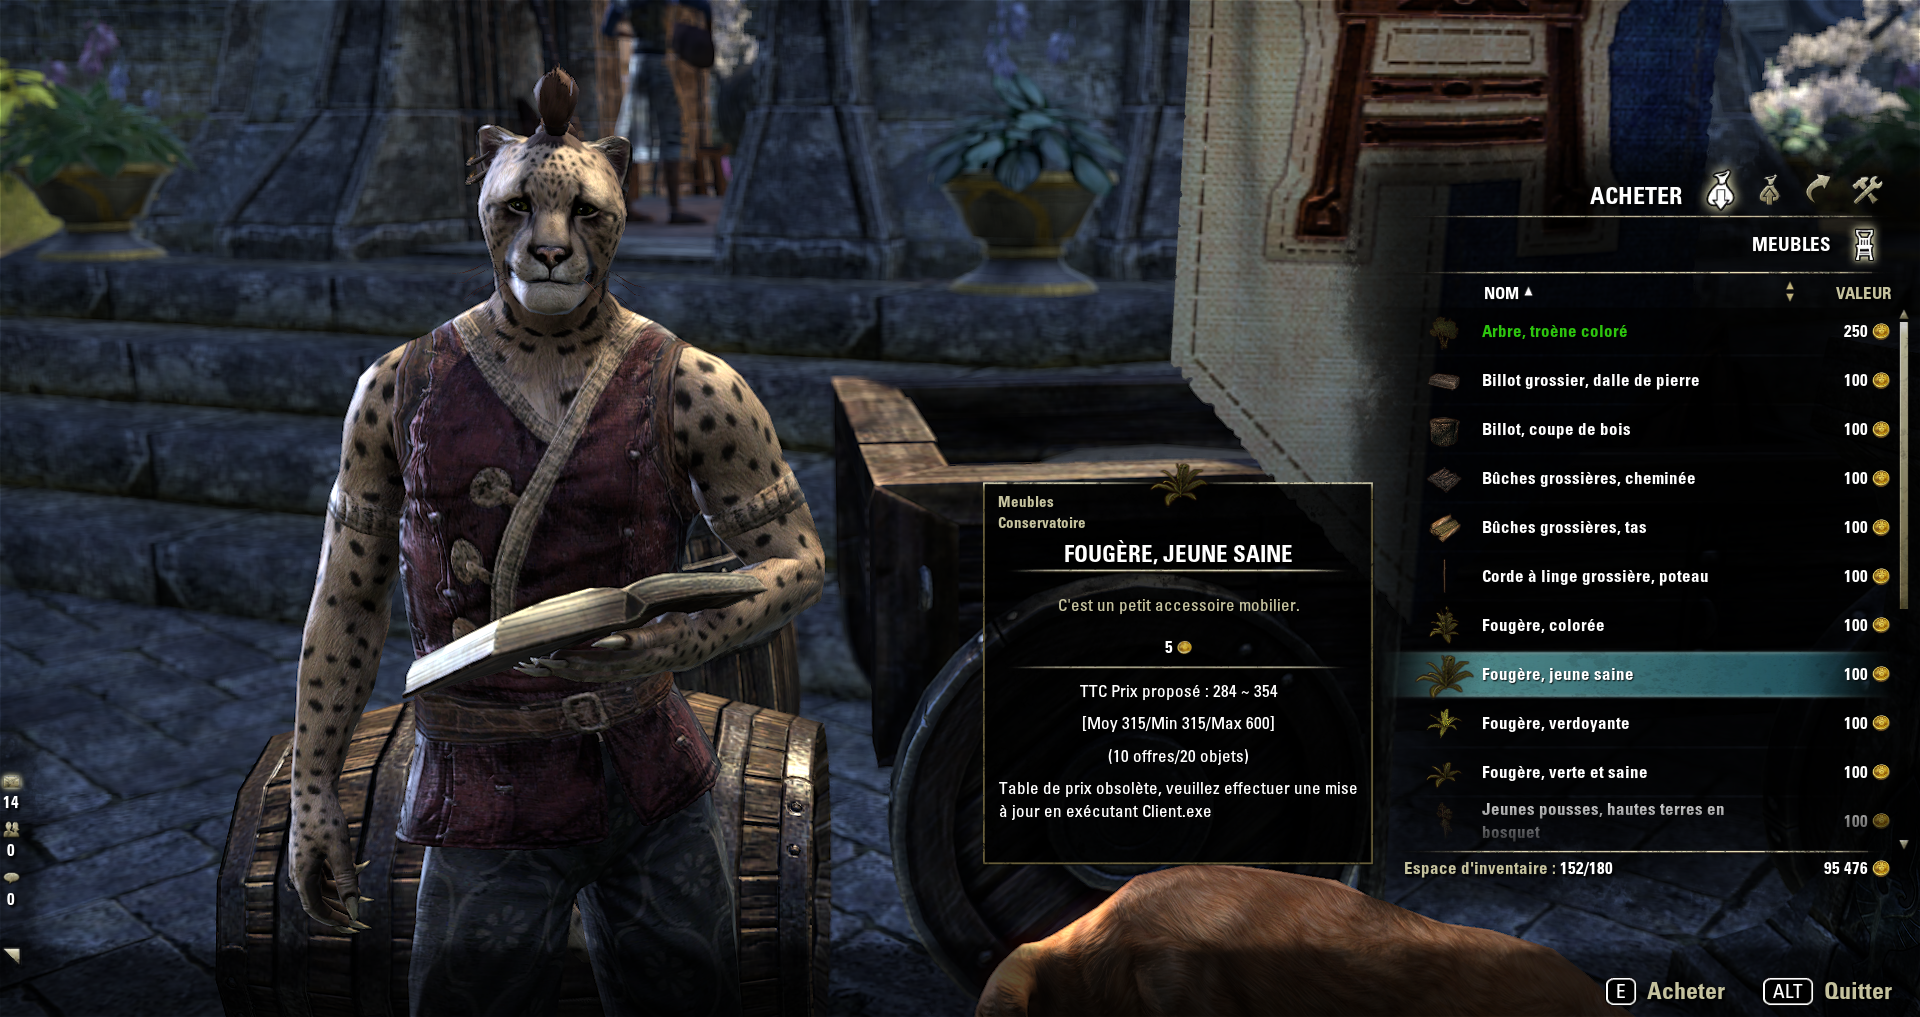 ACHETER
MEUBLES
NOM
VALEUR
Arbre, troène coloré 250
Billot grossier, dalle de pierre 100
Billot, coupe de bois 100
Bûches grossières, cheminée 100
Bûches grossières, tas 100
Corde à linge grossière, poteau 100
Fougère, colorée 100
Fougère, jeune saine 100
Fougère, verdoyante 100
Fougère, verte et saine 100
Jeunes pousses, hautes terres en
bosquet 100
Espace d'inventaire : 152/180
95 476
Meubles
Conservatoire
FOUGÈRE, JEUNE SAINE
C'est un petit accessoire mobilier.
5
TTC Prix proposé : 284 ~ 354
[Moy 315/Min 315/Max 600]
(10 offres/20 objets)
Table de prix obsolète, veuillez effectuer une mise
à jour en exécutant Client.exe
14
0
0
E Acheter
ALT Quitter